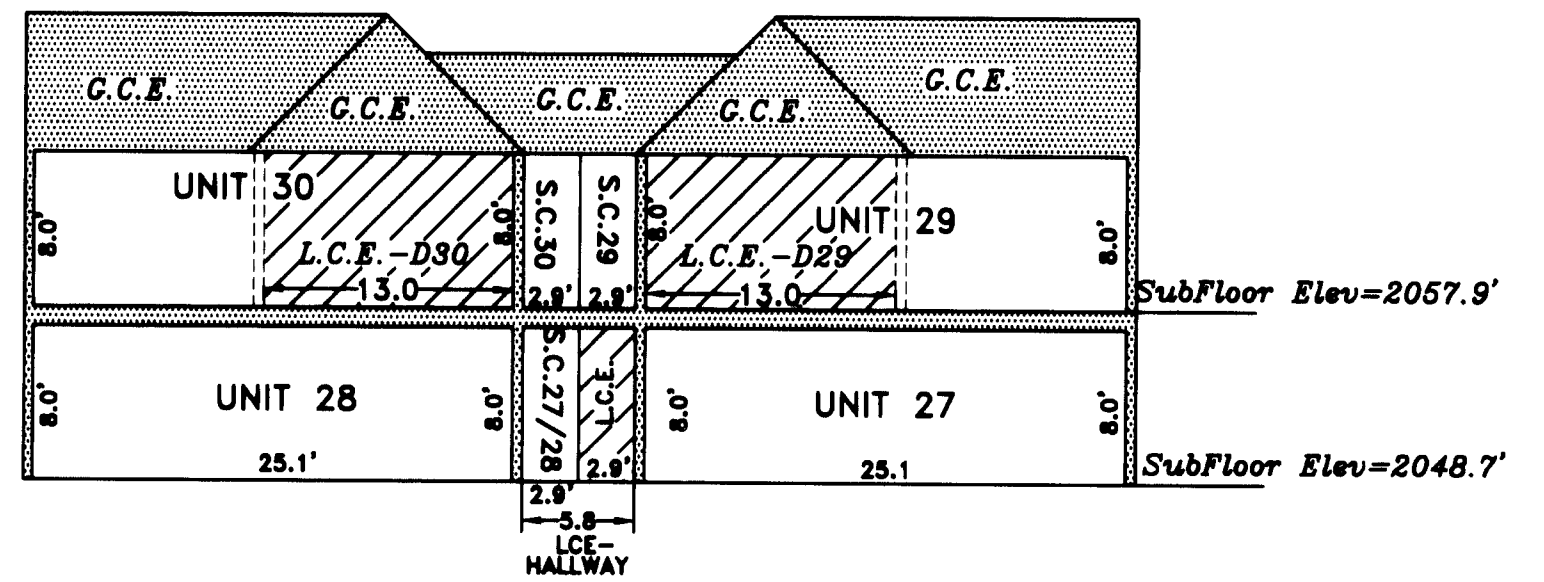 G.C.E.
G.C.E.
G.C.E.
G.C.E.
G.C.E.
UNIT 30
8.0'
8.0'
L.C.E.-D30
13.0
S.C.30
2.9'
S.C.29
2.9'
8.0'
UNIT 29
L.C.E.-D29
13.0
8.0'
SubFloor Elev=2057.9'
8.0'
UNIT 28
8.0'
25.1'
S.C.27/28
2.9'
L.C.E.
2.9'
8.0'
UNIT 27
8.0'
25.1
SubFloor Elev=2048.7'
5.8
LCE-
HALLWAY